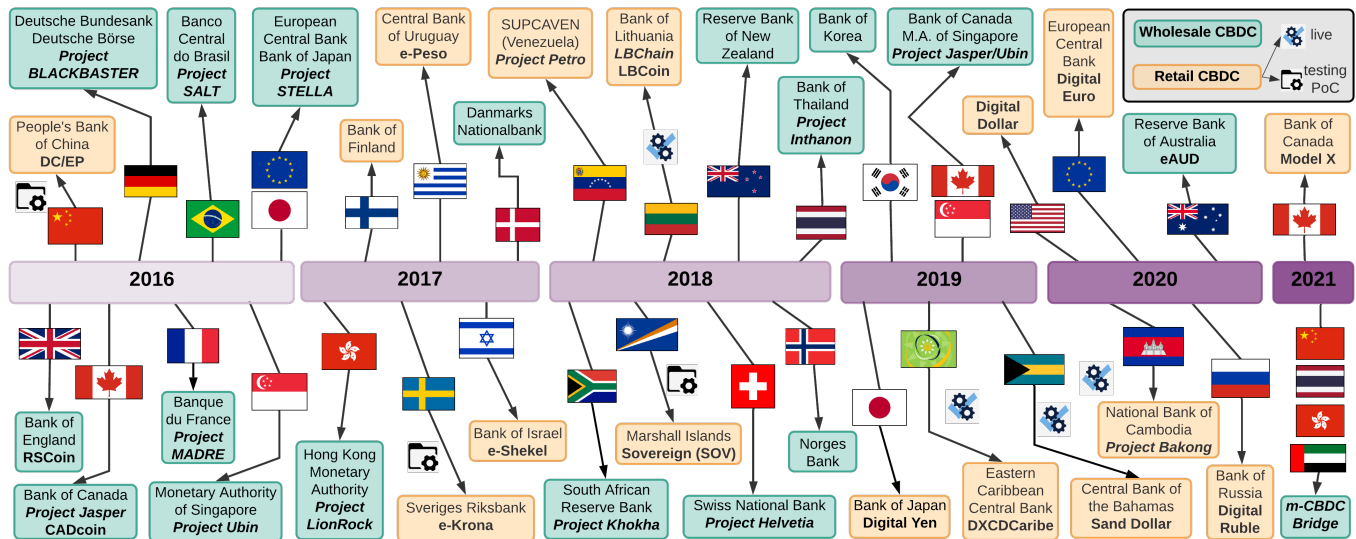 Deutsche Bundesank
Deutsche Börse
Project
BLACKBASTER
Banco
Central
do Brasil
Project
SALT
European
Central Bank
Bank of Japan
Project
STELLA
Central Bank
of Uruguay
e-Peso
SUPCAVEN
(Venezuela)
Project Petro
Bank of
Lithuania
LBChain
LBCoin
Reserve Bank
of New
Zealand
Bank of
Korea
Bank of Canada
M.A. of Singapore
Project Jasper/Ubin
European
Central
Bank
Digital
Euro
Wholesale CBDC
Retail CBDC
live
testing
PoC
People's Bank
of China
DC/EP
Bank of
Finland
Danmarks
Nationalbank
Bank of
Thailand
Project
Inthanon
Digital
Dollar
Reserve Bank
of Australia
eAUD
Bank of
Canada
Model X
2016
2017
2018
2019
2020
2021
Bank of
England
RSCoin
Bank of Canada
Project Jasper
CADcoin
Banque
du France
Project
MADRE
Monetary Authority
of Singapore
Project Ubin
Hong Kong
Monetary
Authority
Project
LionRock
Sveriges Riksbank
e-Krona
Bank of Israel
e-Shekel
South African
Reserve Bank
Project Khokha
Marshall Islands
Sovereign (SOV)
Swiss National Bank
Project Helvetia
Norges
Bank
Bank of Japan
Digital Yen
Eastern
Caribbean
Central Bank
DXCDCaribe
Central Bank of
the Bahamas
Sand Dollar
National Bank of
Cambodia
Project Bakong
Bank of
Russia
Digital
Ruble
m-CBDC
Bridge